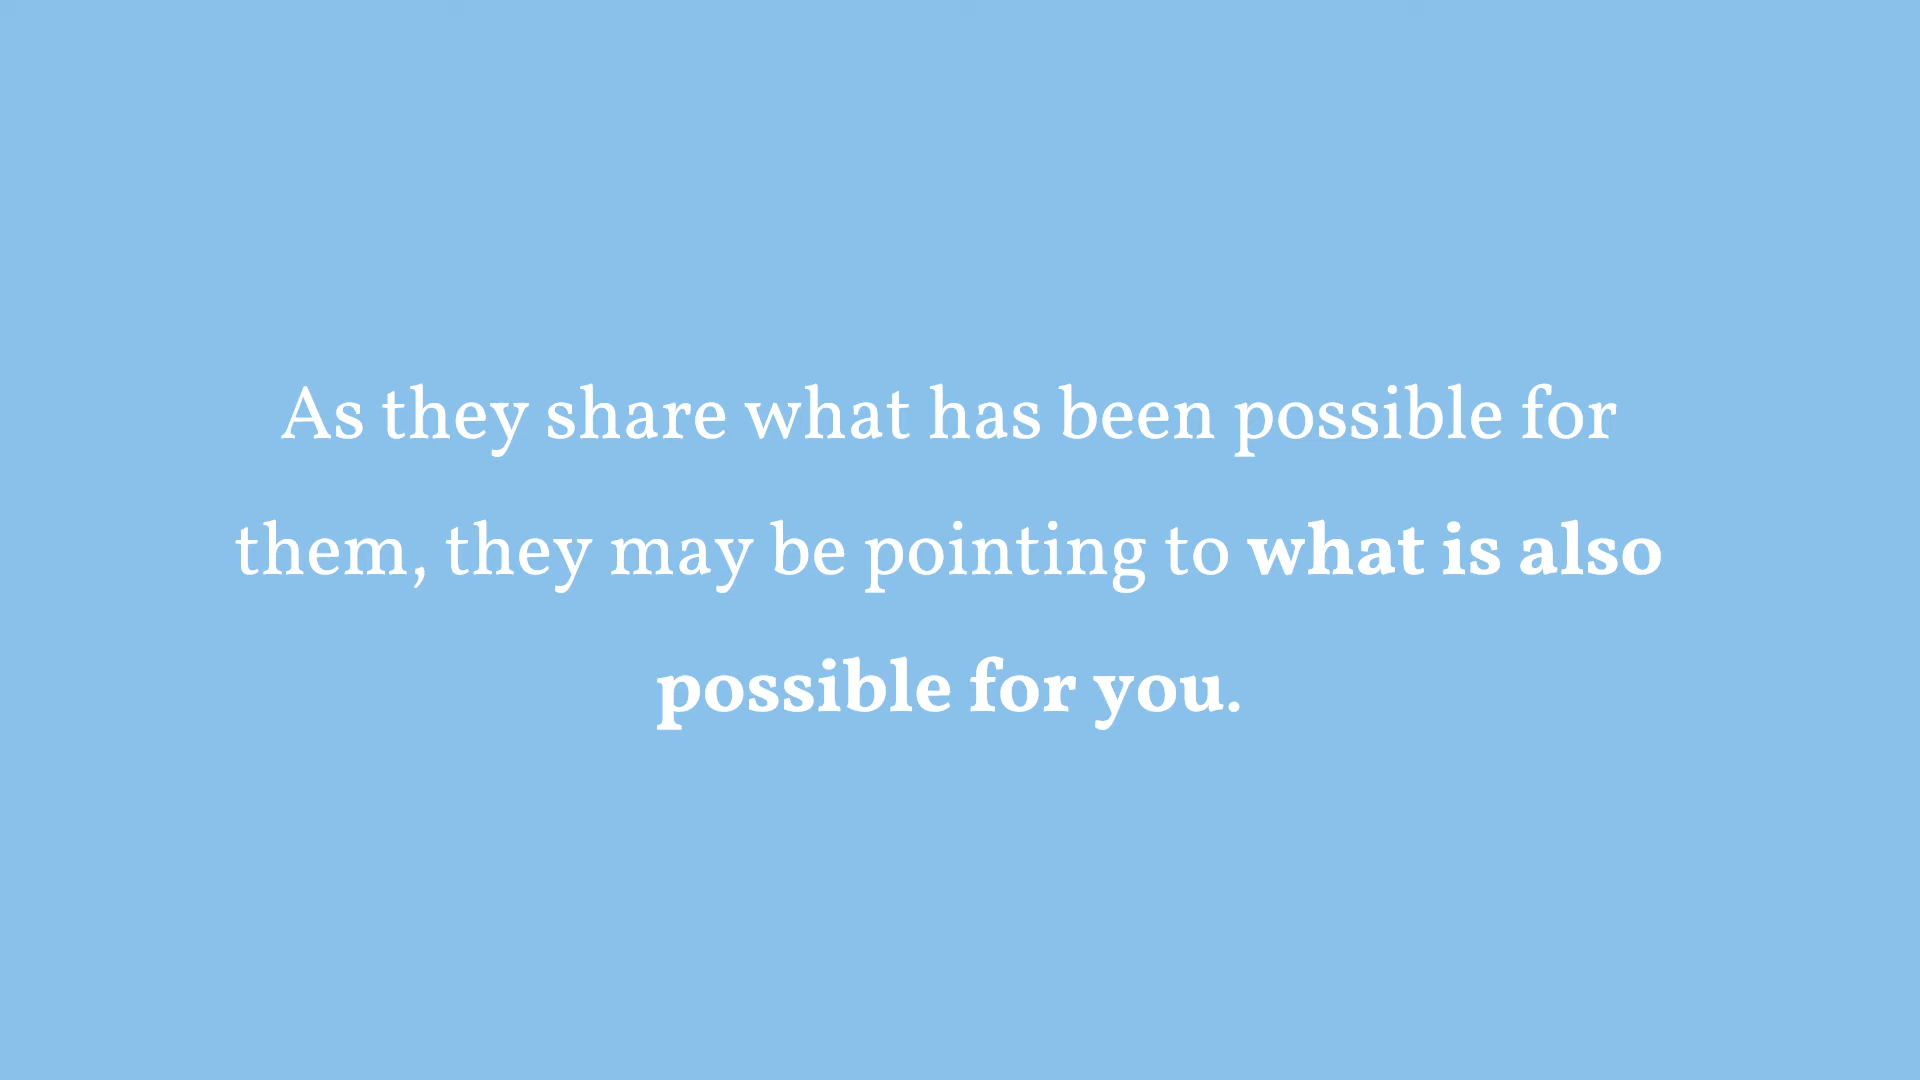 As they share what has been possible for
them, they may be pointing to what is also
possible for you.